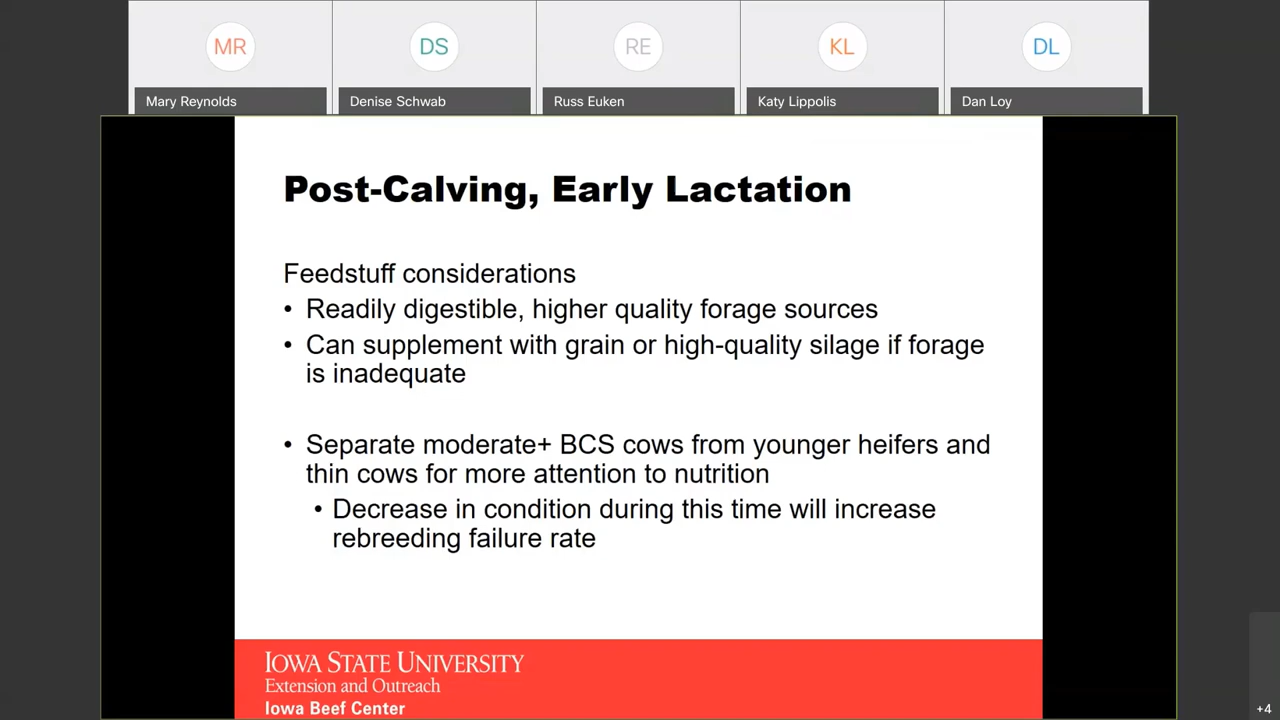 MR
DS
RE
KL
DL
Mary Reynolds
Denise Schwab
Russ Euken
Katy Lippolis
Dan Loy
Post-Calving, Early Lactation
Feedstuff considerations
• Readily digestible, higher quality forage sources
• Can supplement with grain or high-quality silage if forage
is inadequate
• Separate moderate+ BCS cows from younger heifers and
thin cows for more attention to nutrition
• Decrease in condition during this time will increase
rebreeding failure rate
IOWA STATE UNIVERSITY
Extension and Outreach
Iowa Beef Center
+4